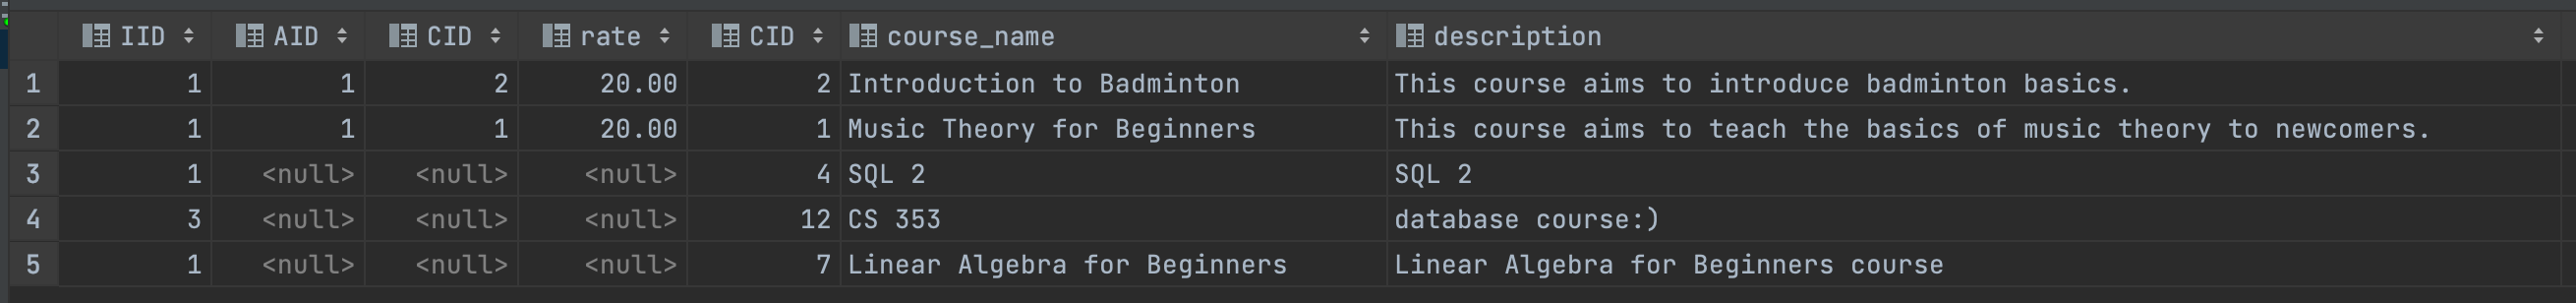 IID AID CID rate CID course_name description
1 1 1 2 20.00 2 Introduction to Badminton This course aims to introduce badminton basics.
2 1 1 1 20.00 1 Music Theory for Beginners This course aims to teach the basics of music theory to newcomers.
3 1 <null> <null> <null> 4 SQL 2 SQL 2
4 3 <null> <null> <null> 12 CS 353 database course:)
5 1 <null> <null> <null> 7 Linear Algebra for Beginners Linear Algebra for Beginners course